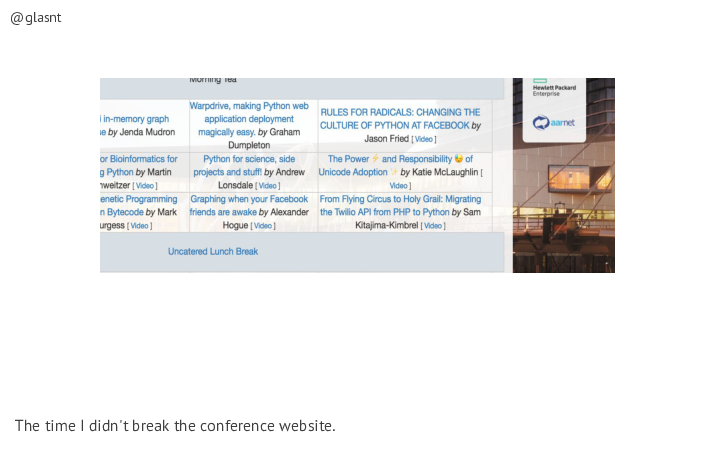 @glasnt
Morning Tea
Hewlett Packard
Enterprise
aarnet
i in-memory graph
by Jenda Mudron
Warpdrive, making Python web
application deployment
magically easy. by Graham
Dumpleton
RULES FOR RADICALS: CHANGING THE
CULTURE OF PYTHON AT FACEBOOK by
Jason Fried [ Video ]
or Bioinformatics for
g Python by Martin
hweitzer [ Video ]
Python for science, side
projects and stuff! by Andrew
Lonsdale [ Video ]
The Power ⚡ and Responsibility 😉 of
Unicode Adoption ✨ by Katie McLaughlin [
Video ]
enetic Programming
n Bytecode by Mark
urgess [ Video ]
Graphing when your Facebook
friends are awake by Alexander
Hogue [ Video ]
From Flying Circus to Holy Grail: Migrating
the Twilio API from PHP to Python by Sam
Kitajima-Kimbrel [ Video ]
Uncatered Lunch Break
The time I didn't break the conference website.